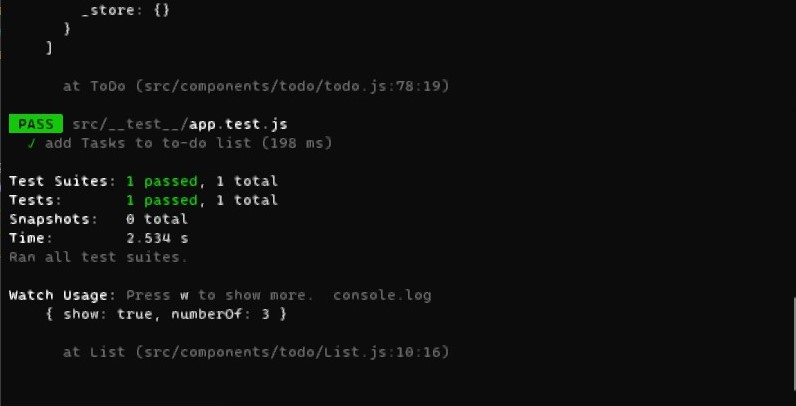 _store: {}
}
]
at ToDo (src/components/todo/todo.js:78:19)
PASS src/__test__/app.test.js
✓ add Tasks to to-do list (198 ms)
Test Suites: 1 passed, 1 total
Tests: 1 passed, 1 total
Snapshots: 0 total
Time: 2.534 s
Ran all test suites.
Watch Usage: Press w to show more. console.log
{ show: true, numberOf: 3 }
at List (src/components/todo/List.js:10:16)